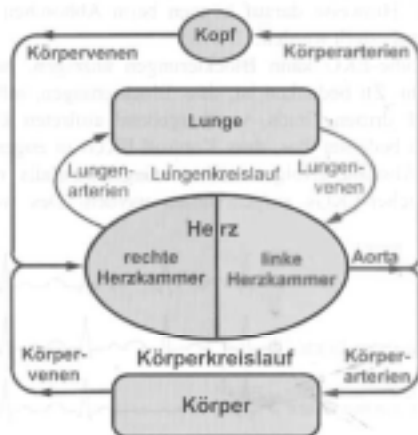 Kopf
Körpervenen
Körperarterien
Lunge
Lungen-
arterien
Lungenkreislauf
Lungen-
venen
Herz
rechte
Herzkammer
linke
Herzkammer
Aorta
Körper-
venen
Körperkreislauf
Körper-
arterien
Körper